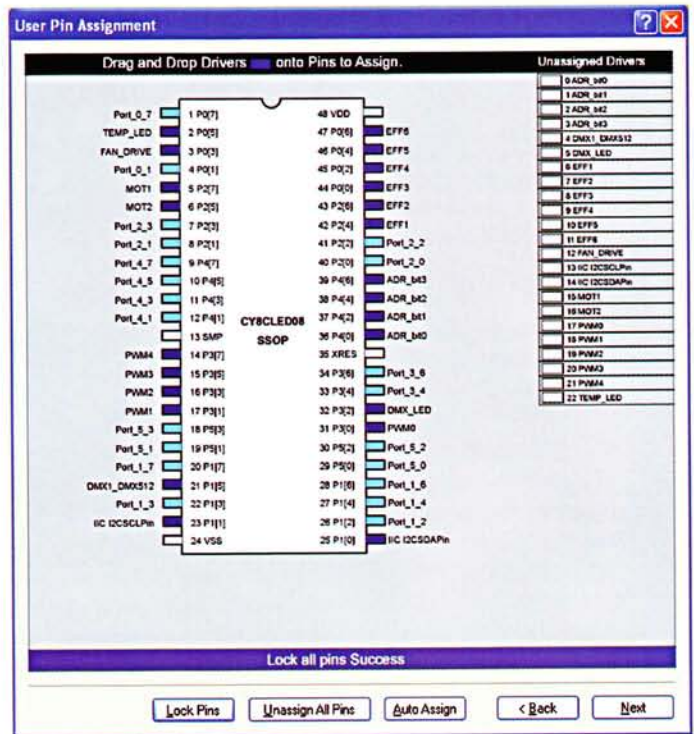 User Pin Assignment
Drag and Drop Drivers onto Pins to Assign.
Unassigned Drivers
Port_0_7 1 P0[7] 48 VDD
TEMP_LED 2 P0[5] 47 P0[6] EFF6
FAN_DRIVE 3 P0[3] 46 P0[4] EFF5
Port_0_1 4 P0[1] 45 P0[2] EFF4
MOT1 5 P2[7] 44 P0[0] EFF3
MOT2 6 P2[5] 43 P2[6] EFF2
Port_2_3 7 P2[3] 42 P2[4] EFF1
Port_2_1 8 P2[1] 41 P2[2] Port_2_2
Port_4_7 9 P4[7] 40 P2[0] Port_2_0
Port_4_5 10 P4[5] 39 P4[6] ADR_bit3
Port_4_3 11 P4[3] 38 P4[4] ADR_bit2
Port_4_1 12 P4[1] 37 P4[2] ADR_bit1
CY8CLED08
13 SMP 36 P4[0] ADR_bit0
SSOP
PWM4 14 P3[7] 35 XRES
PWM3 15 P3[5] 34 P3[6] Port_3_6
PWM2 16 P3[3] 33 P3[4] Port_3_4
PWM1 17 P3[1] 32 P3[2] DMX_LED
Port_5_3 18 P5[3] 31 P3[0] PWM0
Port_5_1 19 P5[1] 30 P5[2] Port_5_2
Port_1_7 20 P1[7] 29 P5[0] Port_5_0
DMX1_DMX512 21 P1[5] 28 P1[6] Port_1_6
Port_1_3 22 P1[3] 27 P1[4] Port_1_4
IIC I2CSCLPin 23 P1[1] 26 P1[2] Port_1_2
24 VSS 25 P1[0] IIC I2CSDAPin
0 ADR_bit0
1 ADR_bit1
2 ADR_bit2
3 ADR_bit3
4 DMX1_DMX512
5 DMX_LED
6 EFF1
7 EFF2
8 EFF3
9 EFF4
10 EFF5
11 EFF6
12 FAN_DRIVE
13 IIC I2CSCLPin
14 IIC I2CSDAPin
15 MOT1
16 MOT2
17 PWM0
18 PWM1
19 PWM2
20 PWM3
21 PWM4
22 TEMP_LED
Lock all pins Success
Lock Pins Unassign All Pins Auto Assign < Back Next